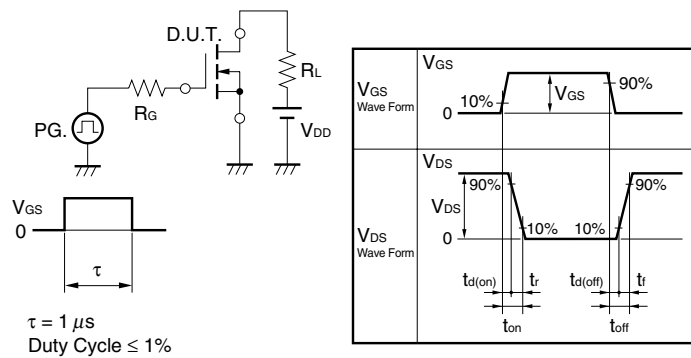 D.U.T.
RL
RG
PG.
VDD
VGS
0
τ
τ = 1 μs
Duty Cycle ≤ 1%
VGS
Wave Form
VGS
10%
0
VGS
90%
VDS
Wave Form
VDS
90%
VDS
0
10%
10%
90%
td(on)
tr
td(off)
tf
ton
toff